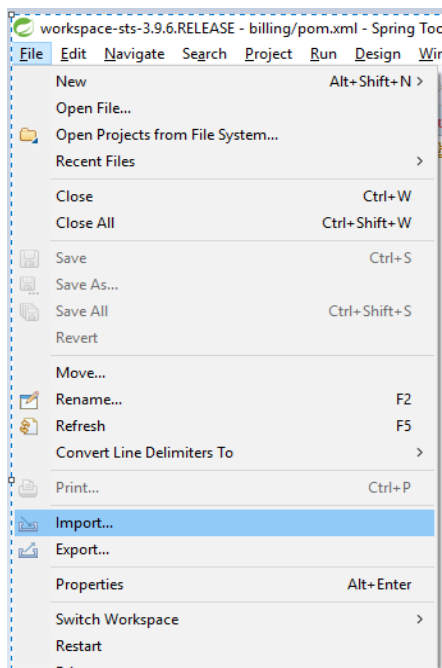 workspace-sts-3.9.6.RELEASE - billing/pom.xml - Spring Too
File Edit Navigate Search Project Run Design Wir
New Alt+Shift+N >
Open File...
Open Projects from File System...
Recent Files >
Close Ctrl+W
Close All Ctrl+Shift+W
Save Ctrl+S
Save As...
Save All Ctrl+Shift+S
Revert
Move...
Rename... F2
Refresh F5
Convert Line Delimiters To >
Print... Ctrl+P
Import...
Export...
Properties Alt+Enter
Switch Workspace >
Restart